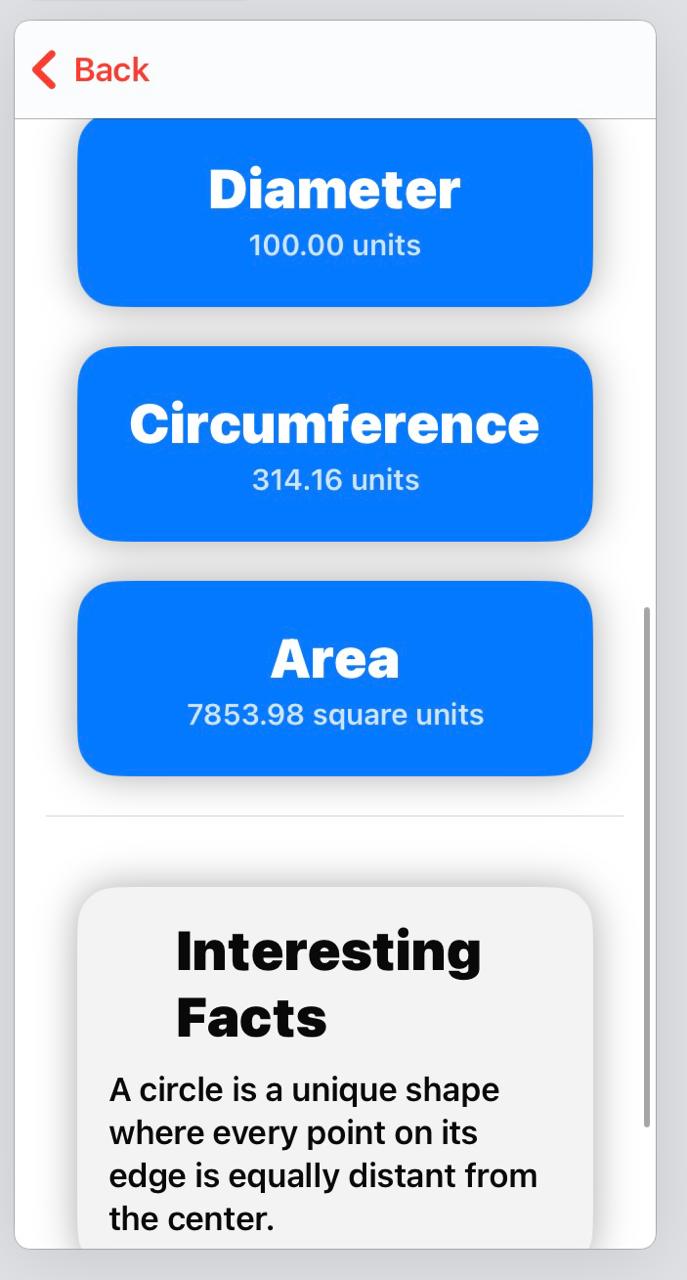 Back
Diameter
100.00 units
Circumference
314.16 units
Area
7853.98 square units
Interesting
Facts
A circle is a unique shape
where every point on its
edge is equally distant from
the center.